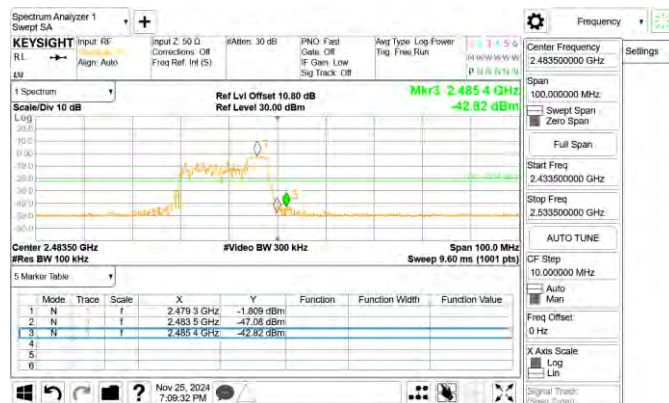 Spectrum Analyzer 1
Swept SA
+
Frequency
KEYSIGHT
Input: RF
Input Z: 50 Ω
#Atten: 30 dB
PNO: Fast
Avg Type: Log-Power
RL
Align: Auto
Corrections: Off
Freq Ref: Int (S)
Gate: Off
IF Gain: Low
Sig Track: Off
Trig: Free Run
P N N N N N
1 Spectrum
Scale/Div 10 dB
Ref Lvl Offset 10.80 dB
Ref Level 30.00 dBm
Mkr3 2.485 4 GHz
-42.82 dBm
Log
Center 2.48350 GHz
#Video BW 300 kHz
Span 100.0 MHz
#Res BW 100 kHz
Sweep 9.60 ms (1001 pts)
5 Marker Table
Mode Trace Scale X Y Function Function Width Function Value
1 N 1 f 2.479 3 GHz -1.809 dBm
2 N 1 f 2.483 5 GHz -47.08 dBm
3 N 1 f 2.485 4 GHz -42.82 dBm
4
5
6
Nov 25, 2024
7:09:32 PM
Center Frequency
2.483500000 GHz
Settings
Span
100.000000 MHz
Swept Span
Zero Span
Full Span
Start Freq
2.433500000 GHz
Stop Freq
2.533500000 GHz
AUTO TUNE
CF Step
10.000000 MHz
Auto
Man
Freq Offset
0 Hz
X Axis Scale
Log
Lin
Signal Track